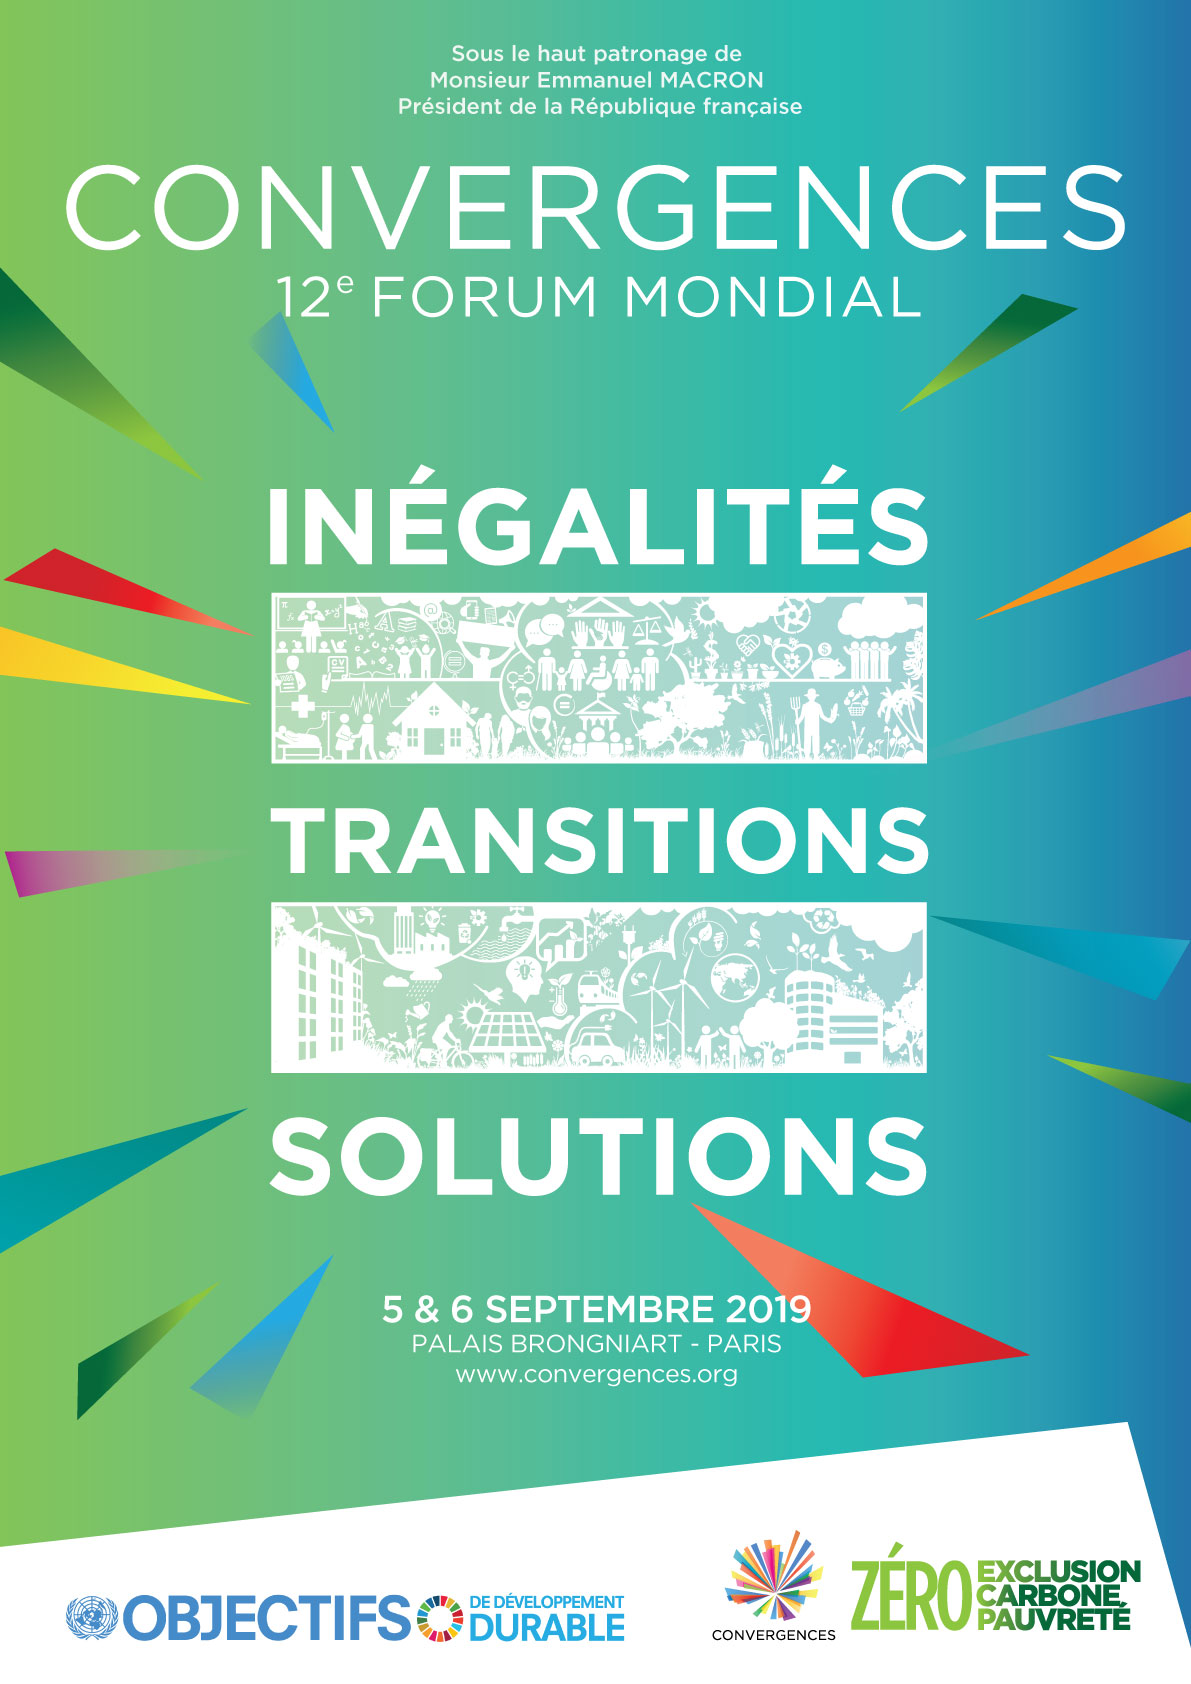 Sous le haut patronage de
Monsieur Emmanuel MACRON
Président de la République française
CONVERGENCES
12e FORUM MONDIAL
INÉGALITÉS
CV
TRANSITIONS
SOLUTIONS
5 & 6 SEPTEMBRE 2019
PALAIS BRONGNIART - PARIS
www.convergences.org
OBJECTIFS
DE DÉVELOPPEMENT
DURABLE
CONVERGENCES
ZÉRO
EXCLUSION
CARBONE,
PAUVRETÉ